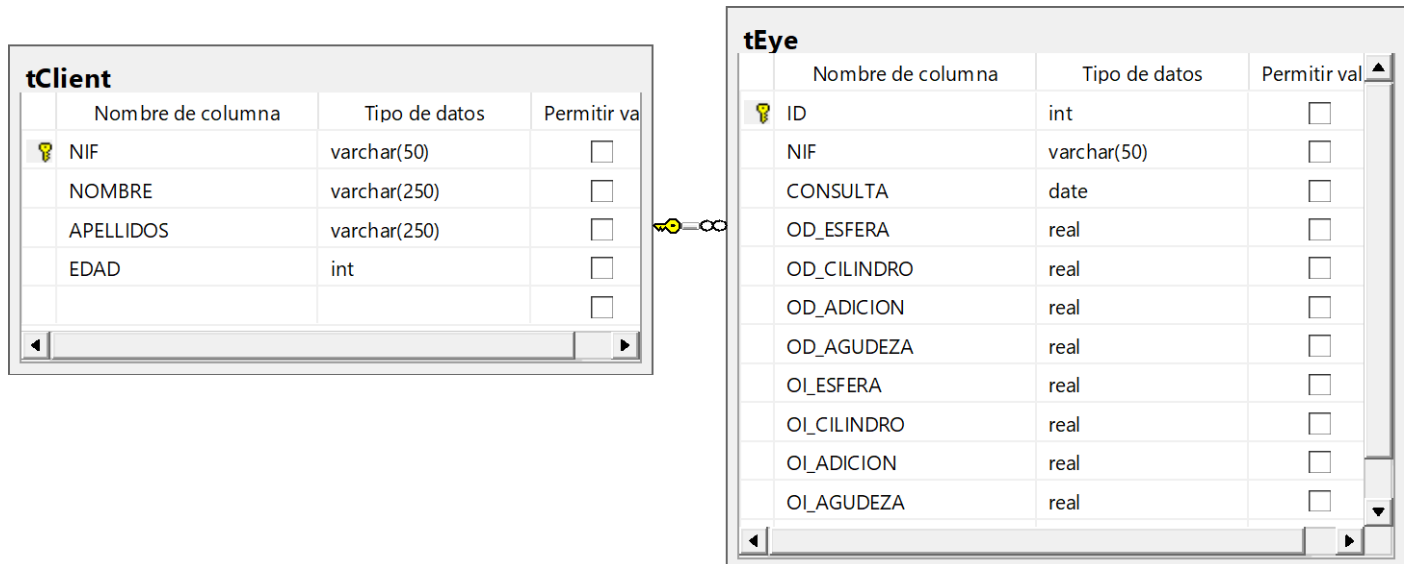 tClient
Nombre de columna Tipo de datos Permitir va
NIF varchar(50)
NOMBRE varchar(250)
APELLIDOS varchar(250)
EDAD int
tEye
Nombre de columna Tipo de datos Permitir val
ID int
NIF varchar(50)
CONSULTA date
OD_ESFERA real
OD_CILINDRO real
OD_ADICION real
OD_AGUDEZA real
OI_ESFERA real
OI_CILINDRO real
OI_ADICION real
OI_AGUDEZA real